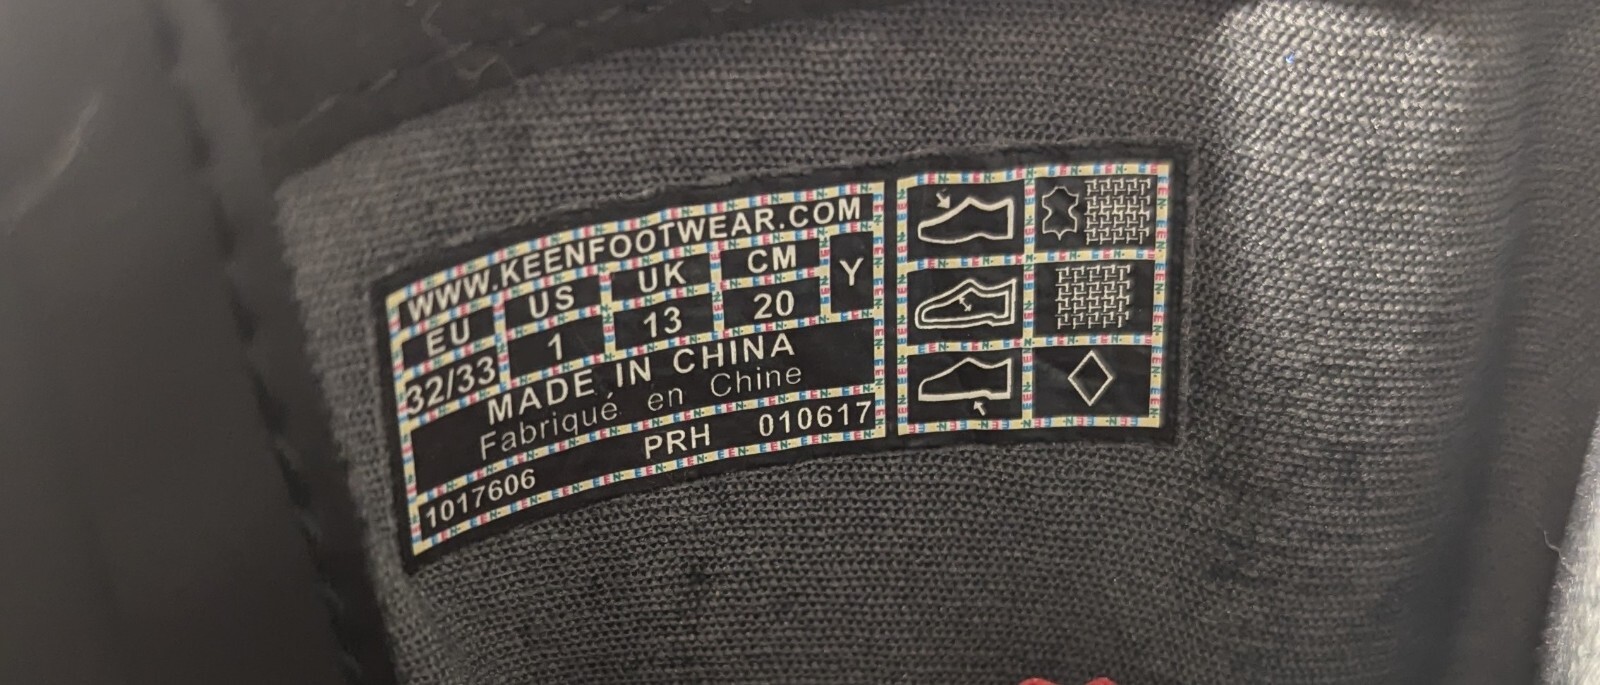 WWW.KEENFOOTWEAR.COM
EU US UK CM Y
32/33 1 13 20
MADE IN CHINA
Fabriqué en Chine
1017606 PRH 010617